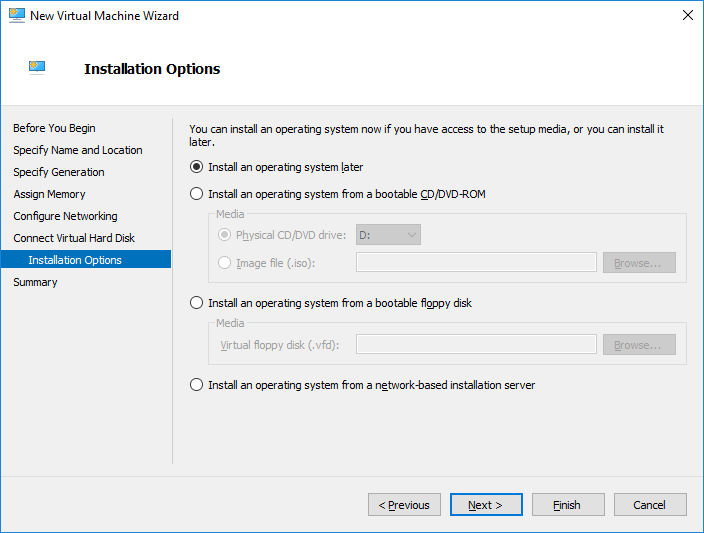 New Virtual Machine Wizard
Installation Options
Before You Begin
Specify Name and Location
Specify Generation
Assign Memory
Configure Networking
Connect Virtual Hard Disk
Installation Options
Summary
You can install an operating system now if you have access to the setup media, or you can install it
later.
Install an operating system later
Install an operating system from a bootable CD/DVD-ROM
Media
Physical CD/DVD drive: D:
Image file (.iso): Browse...
Install an operating system from a bootable floppy disk
Media
Virtual floppy disk (.vfd): Browse...
Install an operating system from a network-based installation server
< Previous Next > Finish Cancel